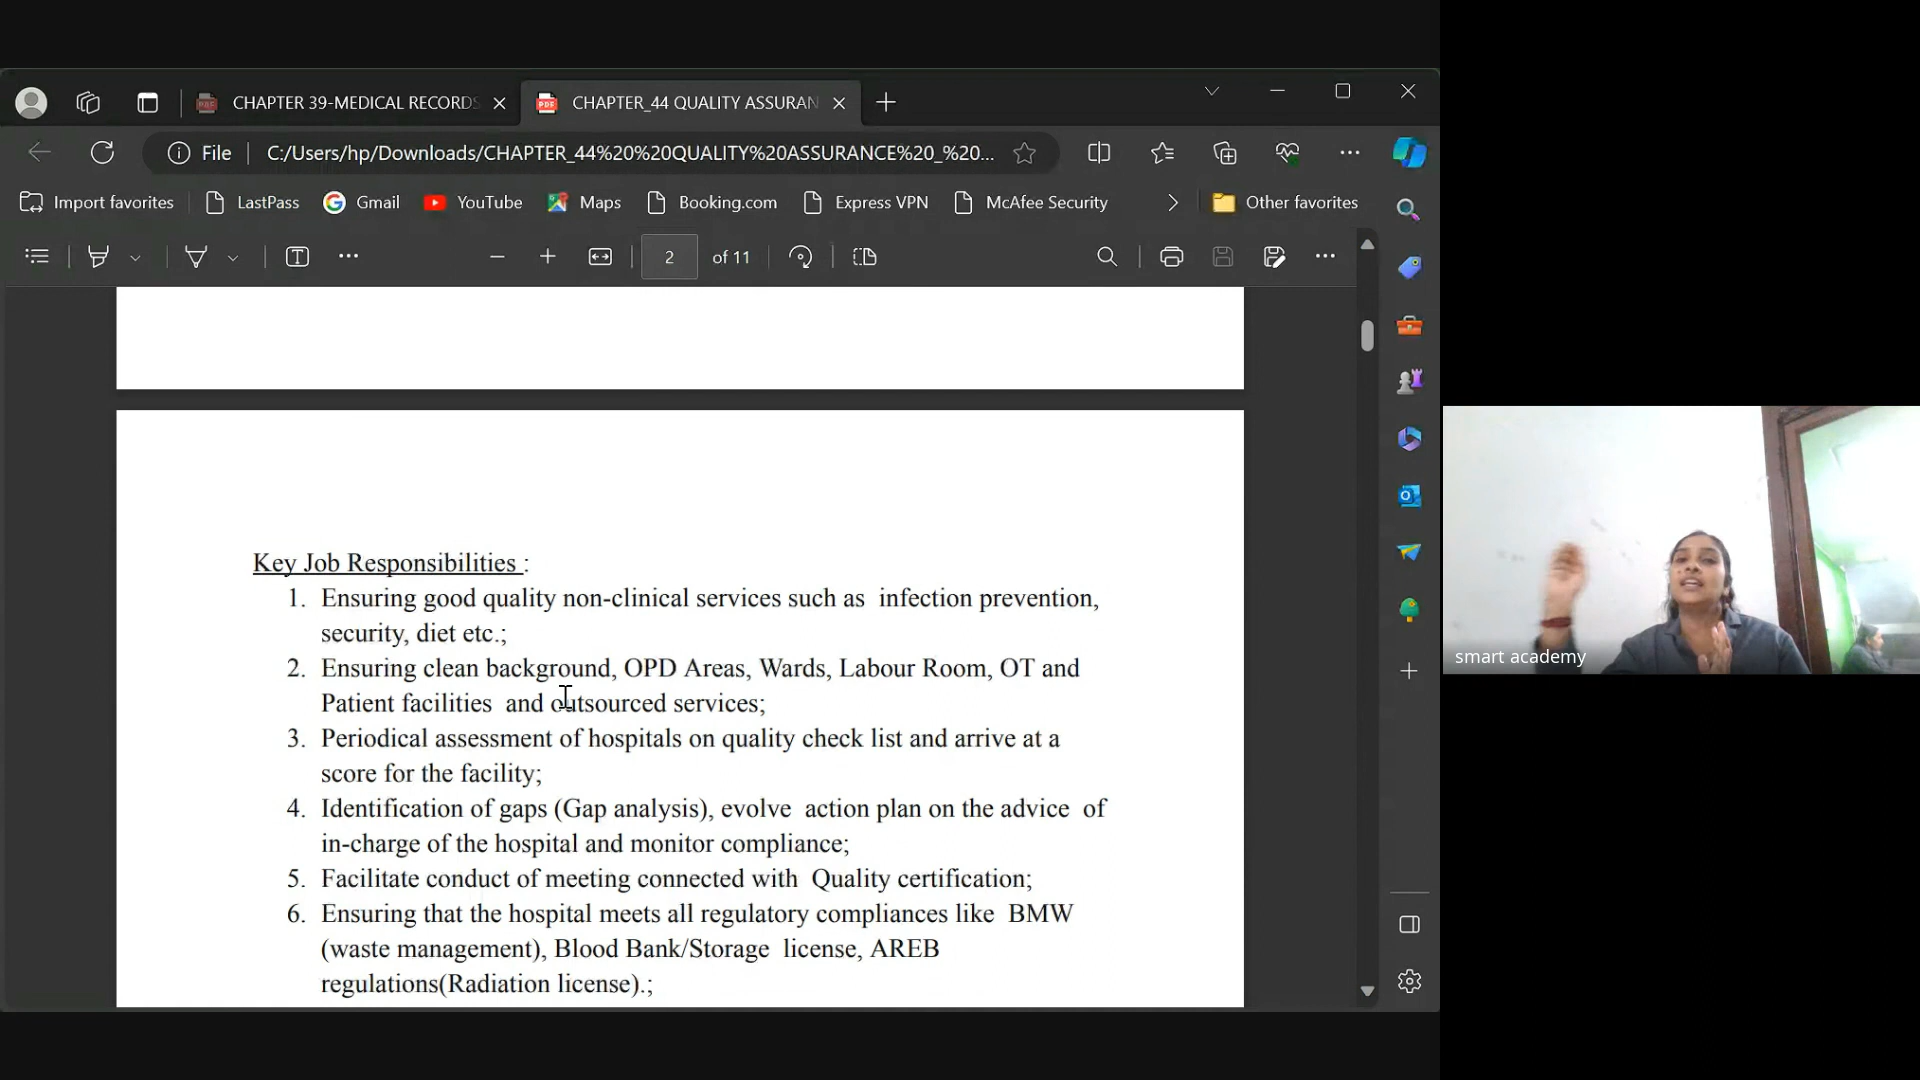 CHAPTER 39-MEDICAL RECORDS
CHAPTER_44 QUALITY ASSURAN
File
C:/Users/hp/Downloads/CHAPTER_44%20%20QUALITY%20ASSURANCE%20_%20...
Import favorites
LastPass
Gmail
YouTube
Maps
Booking.com
Express VPN
McAfee Security
Other favorites
2 of 11
Key Job Responsibilities :
1. Ensuring good quality non-clinical services such as infection prevention,
security, diet etc.;
2. Ensuring clean background, OPD Areas, Wards, Labour Room, OT and
Patient facilities and outsourced services;
3. Periodical assessment of hospitals on quality check list and arrive at a
score for the facility;
4. Identification of gaps (Gap analysis), evolve action plan on the advice of
in-charge of the hospital and monitor compliance;
5. Facilitate conduct of meeting connected with Quality certification;
6. Ensuring that the hospital meets all regulatory compliances like BMW
(waste management), Blood Bank/Storage license, AREB
regulations(Radiation license).;
smart academy